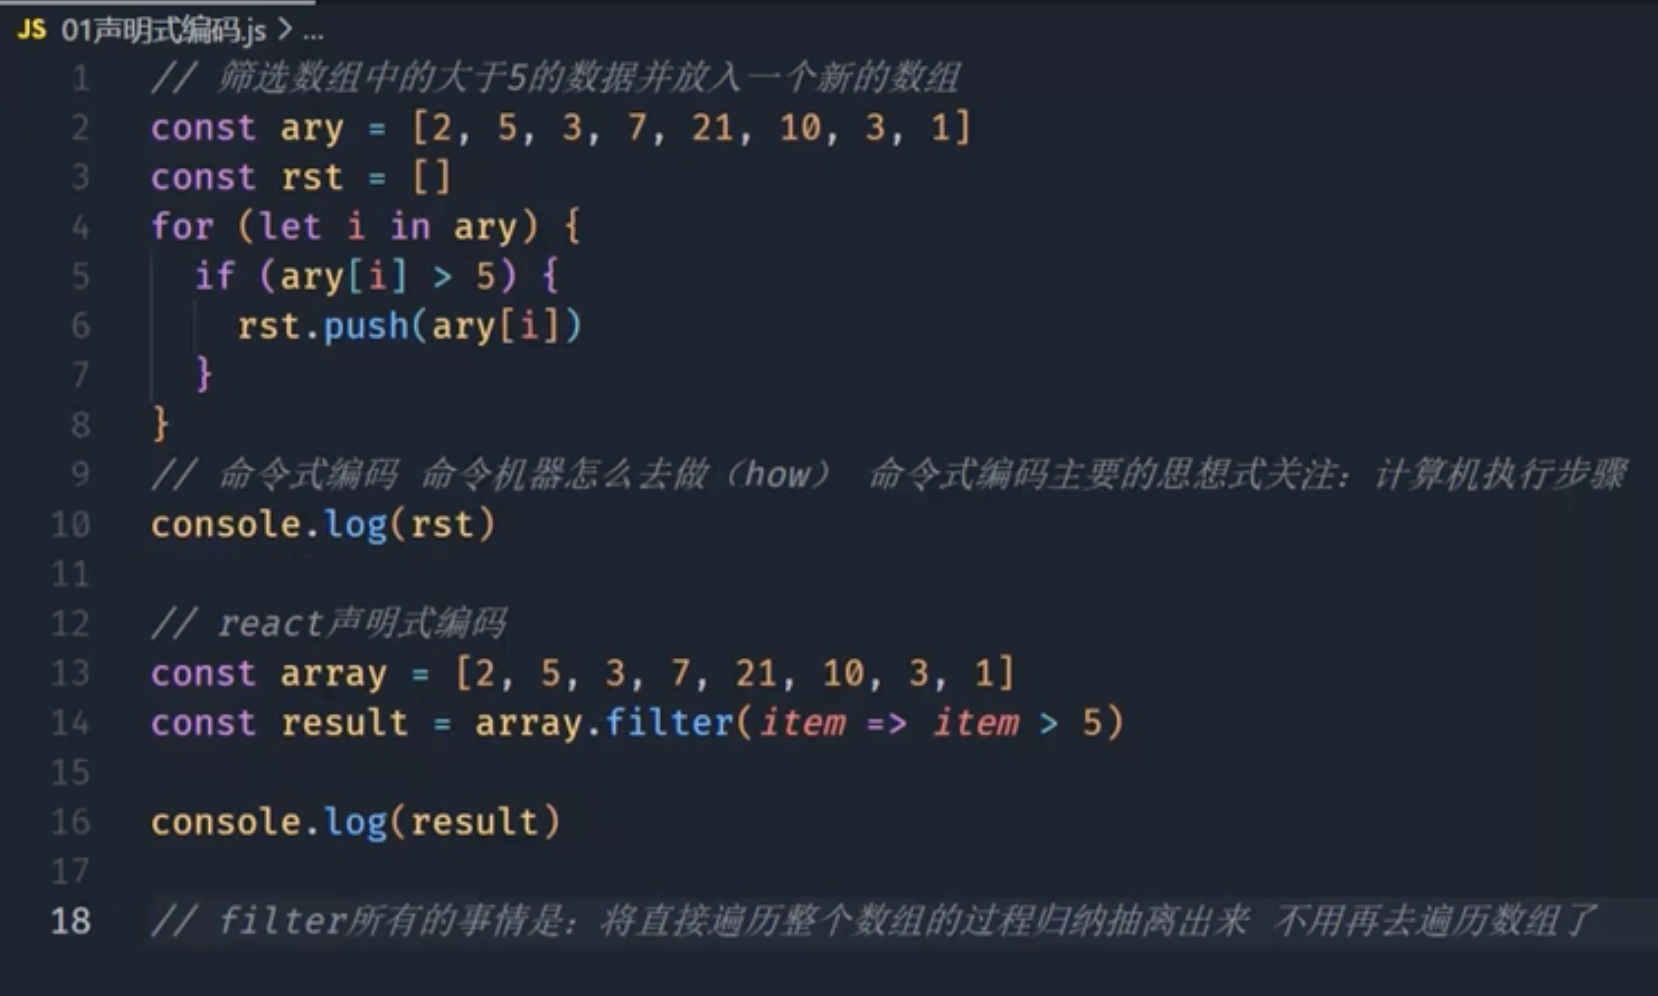 JS 01声明式编码.js > ...
1 // 筛选数组中的大于5的数据并放入一个新的数组
2 const ary = [2, 5, 3, 7, 21, 10, 3, 1]
3 const rst = []
4 for (let i in ary) {
5 if (ary[i] > 5) {
6 rst.push(ary[i])
7 }
8 }
9 // 命令式编码 命令机器怎么去做（how） 命令式编码主要的思想式关注：计算机执行步骤
10 console.log(rst)
11
12 // react声明式编码
13 const array = [2, 5, 3, 7, 21, 10, 3, 1]
14 const result = array.filter(item => item > 5)
15
16 console.log(result)
17
18 // filter所有的事情是：将直接遍历整个数组的过程归纳抽离出来 不用再去遍历数组了